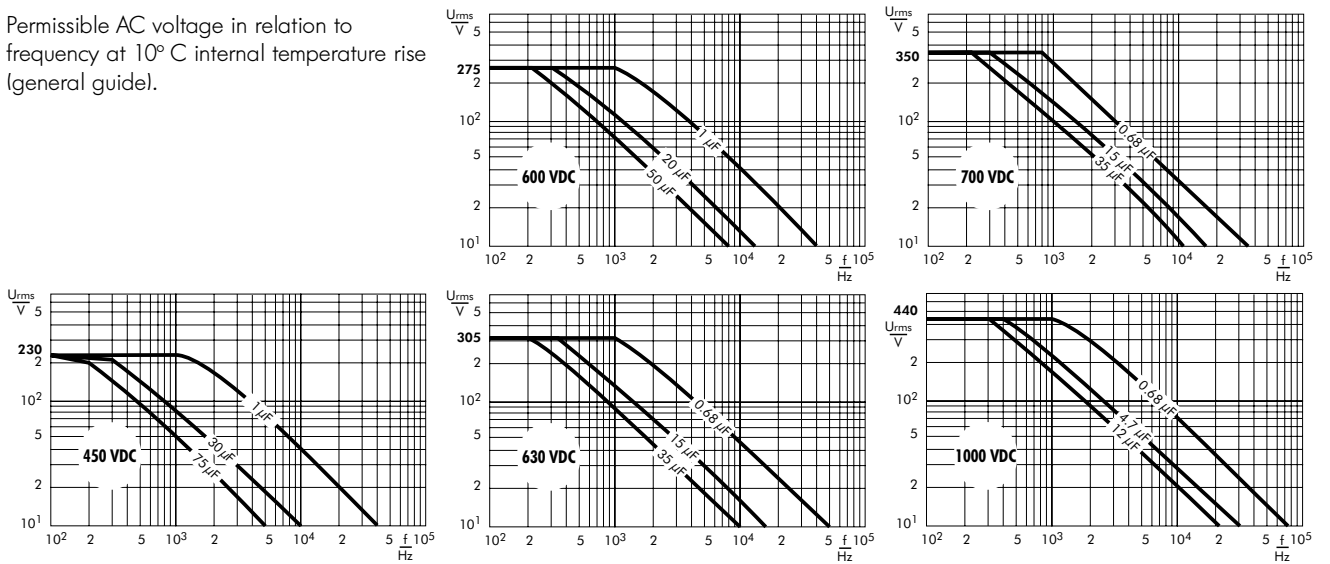 Permissible AC voltage in relation to
frequency at 10° C internal temperature rise
(general guide).
Urms
V
5
275
2
10²
5
2
10¹
1 µF
20 µF
50 µF
600 VDC
10² 2 5 10³ 2 5 10⁴ 2 5 f 10⁵
Hz
Urms
V
5
350
2
10²
5
2
10¹
0.68 µF
15 µF
35 µF
700 VDC
10² 2 5 10³ 2 5 10⁴ 2 5 f 10⁵
Hz
Urms
V
5
230
2
10²
5
2
10¹
1 µF
30 µF
75 µF
450 VDC
10² 2 5 10³ 2 5 10⁴ 2 5 f 10⁵
Hz
Urms
V
5
305
2
10²
5
2
10¹
0.68 µF
15 µF
35 µF
630 VDC
10² 2 5 10³ 2 5 10⁴ 2 5 f 10⁵
Hz
440
Urms
V
2
10²
5
2
10¹
0.68 µF
4.7 µF
12 µF
1000 VDC
10² 2 5 10³ 2 5 10⁴ 2 5 f 10⁵
Hz